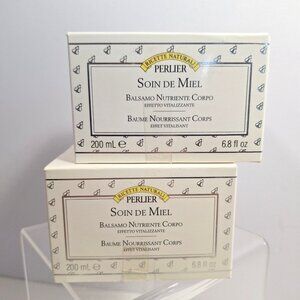 RICETTE NATURALI
PERLIER
SOIN DE MIEL
BALSAMO NUTRIENTE CORPO
EFFETTO VITALIZZANTE
BAUME NOURRISSANT CORPS
EFFET VITALISANT
200 mL ℮ 6.8 fl oz
RICETTE NATURALI
PERLIER
SOIN DE MIEL
BALSAMO NUTRIENTE CORPO
EFFETTO VITALIZZANTE
BAUME NOURRISSANT CORPS
EFFET VITALISANT
200 mL ℮ 6.8 fl oz